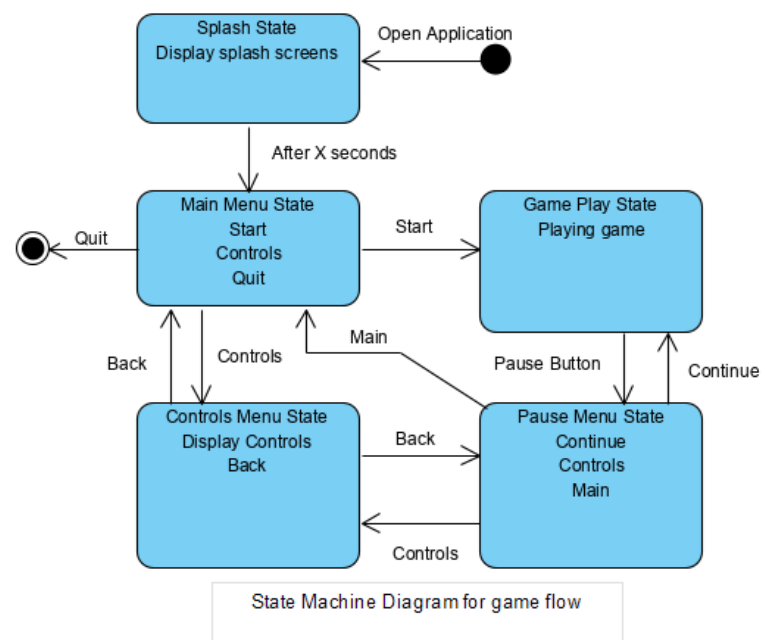 Splash State
Display splash screens
Open Application
After X seconds
Main Menu State
Start
Controls
Quit
Quit
Start
Game Play State
Playing game
Back
Controls
Main
Pause Button
Continue
Controls Menu State
Display Controls
Back
Back
Controls
Pause Menu State
Continue
Controls
Main
State Machine Diagram for game flow